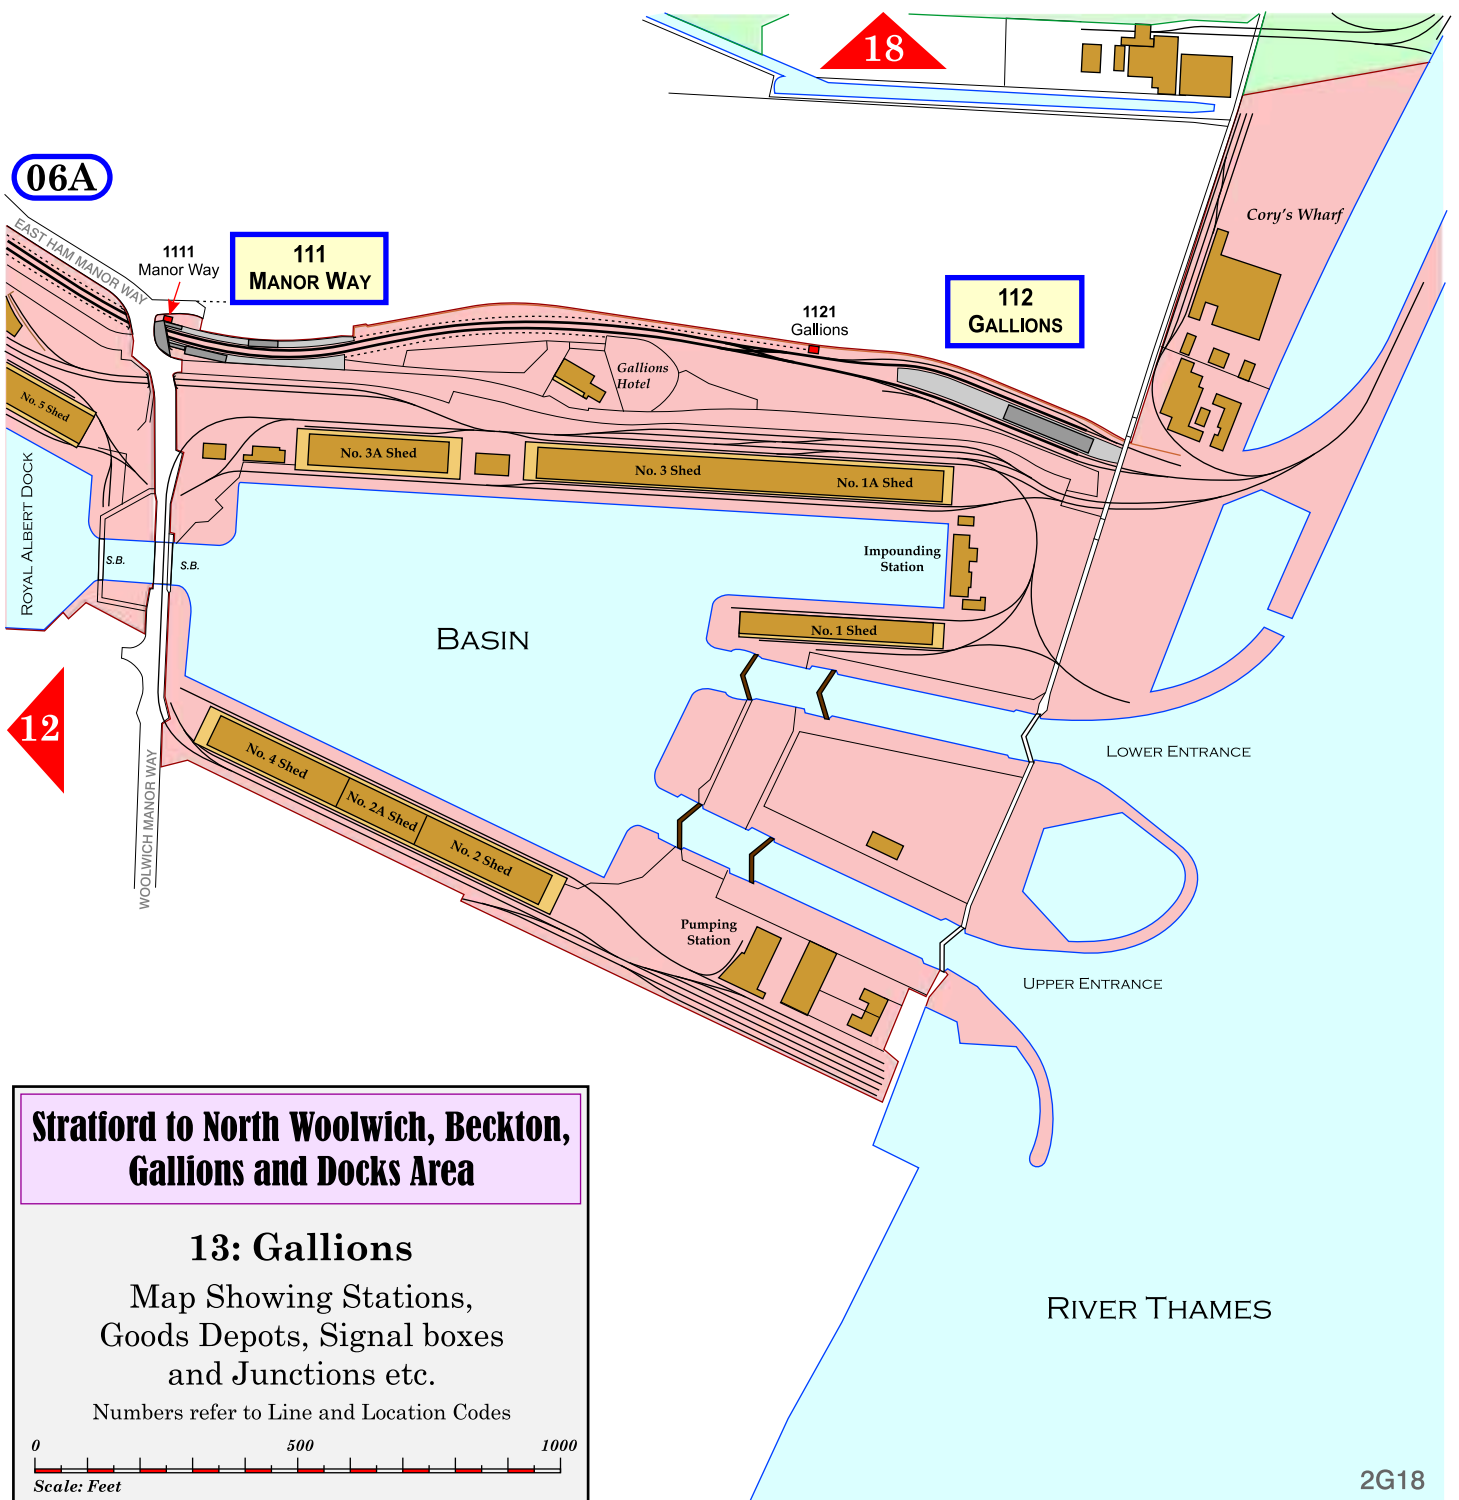 18
06A
EAST HAM MANOR WAY
1111
Manor Way
111
MANOR WAY
Cory's Wharf
112
GALLIONS
1121
Gallions
Gallions
Hotel
No. 5 Shed
No. 3A Shed
No. 3 Shed
No. 1A Shed
ROYAL ALBERT DOCK
S.B.
S.B.
Impounding
Station
No. 1 Shed
BASIN
12
WOOLWICH MANOR WAY
No. 4 Shed
No. 2A Shed
No. 2 Shed
LOWER ENTRANCE
Pumping
Station
UPPER ENTRANCE
RIVER THAMES
Stratford to North Woolwich, Beckton,
Gallions and Docks Area
13: Gallions
Map Showing Stations,
Goods Depots, Signal boxes
and Junctions etc.
Numbers refer to Line and Location Codes
0 500 1000
Scale: Feet
2G18